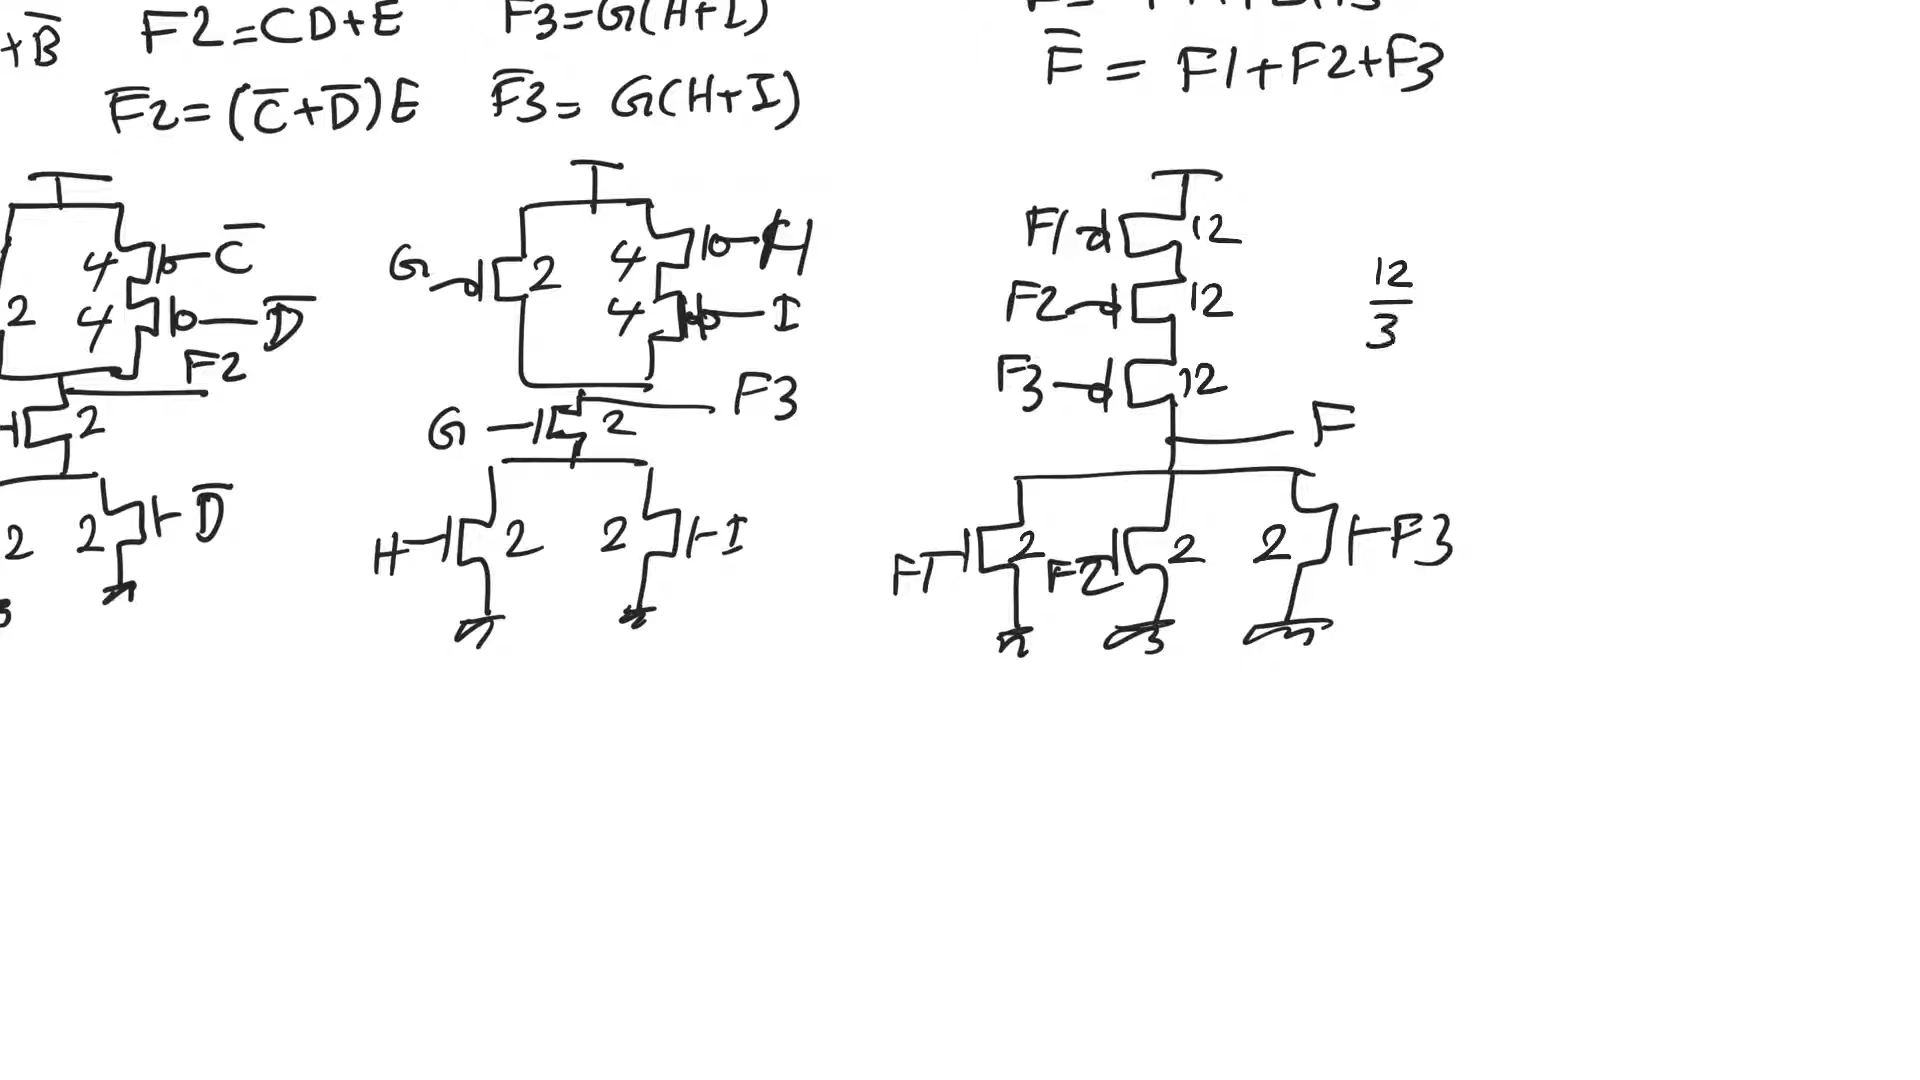 +B̅ F2=CD+E F3=G(H+I)
F̅2=(C̅+D̅)E F̅3= G(H+I) F̅ = F1+F2+F3
F1 12
4 C̅ G 2 4 H
2 4 D̅ F2 12 4 I 12/3
F2 F3 12
2 G 2 F3 F
2 2 D̅ H 2 2 I F1 2 F2 2 2 F3